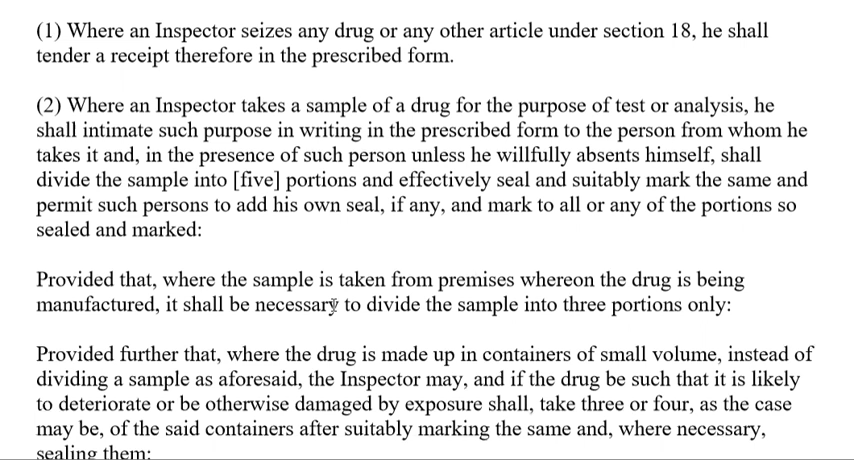 (1) Where an Inspector seizes any drug or any other article under section 18, he shall
tender a receipt therefore in the prescribed form.
(2) Where an Inspector takes a sample of a drug for the purpose of test or analysis, he
shall intimate such purpose in writing in the prescribed form to the person from whom he
takes it and, in the presence of such person unless he willfully absents himself, shall
divide the sample into [five] portions and effectively seal and suitably mark the same and
permit such persons to add his own seal, if any, and mark to all or any of the portions so
sealed and marked:
Provided that, where the sample is taken from premises whereon the drug is being
manufactured, it shall be necessary to divide the sample into three portions only:
Provided further that, where the drug is made up in containers of small volume, instead of
dividing a sample as aforesaid, the Inspector may, and if the drug be such that it is likely
to deteriorate or be otherwise damaged by exposure shall, take three or four, as the case
may be, of the said containers after suitably marking the same and, where necessary,
sealing them: